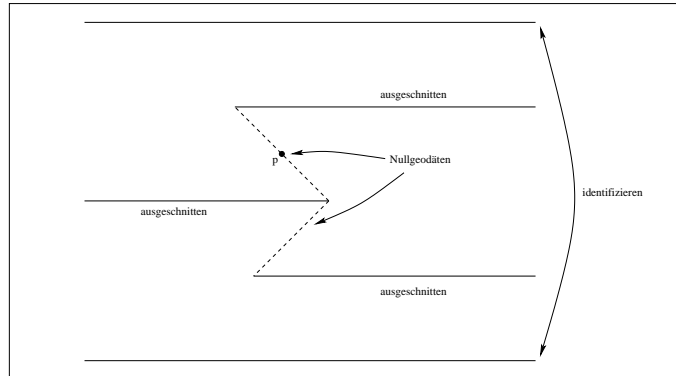 ausgeschnitten
p
Nullgeodäten
identifizieren
ausgeschnitten
ausgeschnitten